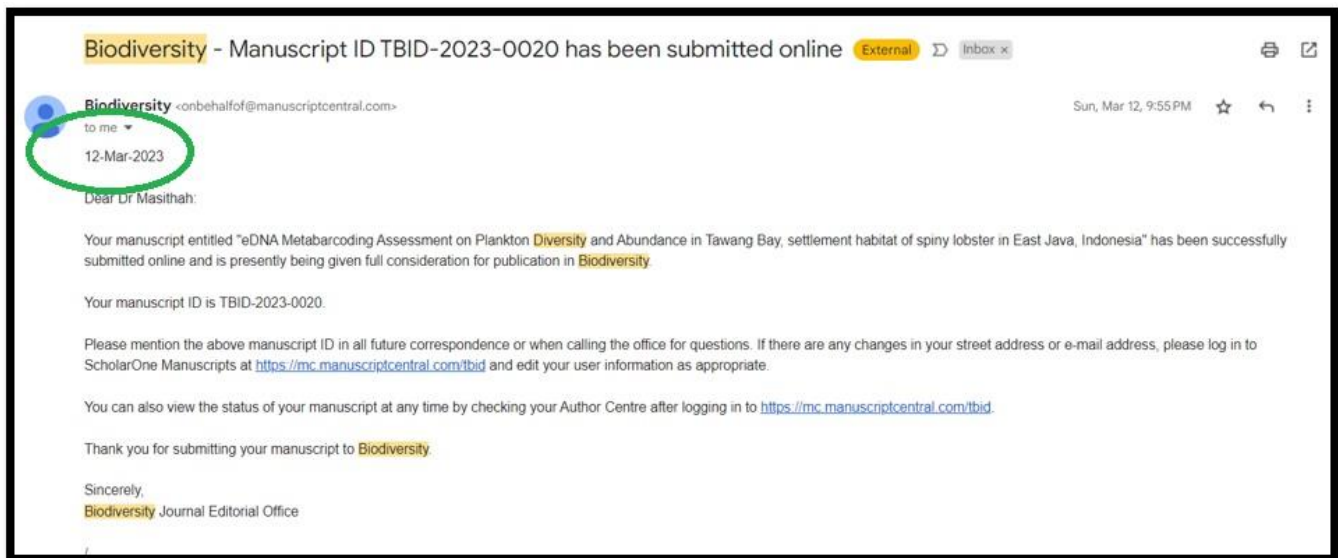 Biodiversity - Manuscript ID TBID-2023-0020 has been submitted online External Inbox x
Biodiversity <onbehalfof@manuscriptcentral.com> Sun, Mar 12, 9:55 PM
to me
12-Mar-2023
Dear Dr Masithah:
Your manuscript entitled "eDNA Metabarcoding Assessment on Plankton Diversity and Abundance in Tawang Bay, settlement habitat of spiny lobster in East Java, Indonesia" has been successfully
submitted online and is presently being given full consideration for publication in Biodiversity.
Your manuscript ID is TBID-2023-0020.
Please mention the above manuscript ID in all future correspondence or when calling the office for questions. If there are any changes in your street address or e-mail address, please log in to
ScholarOne Manuscripts at https://mc.manuscriptcentral.com/tbid and edit your user information as appropriate.
You can also view the status of your manuscript at any time by checking your Author Centre after logging in to https://mc.manuscriptcentral.com/tbid.
Thank you for submitting your manuscript to Biodiversity.
Sincerely,
Biodiversity Journal Editorial Office